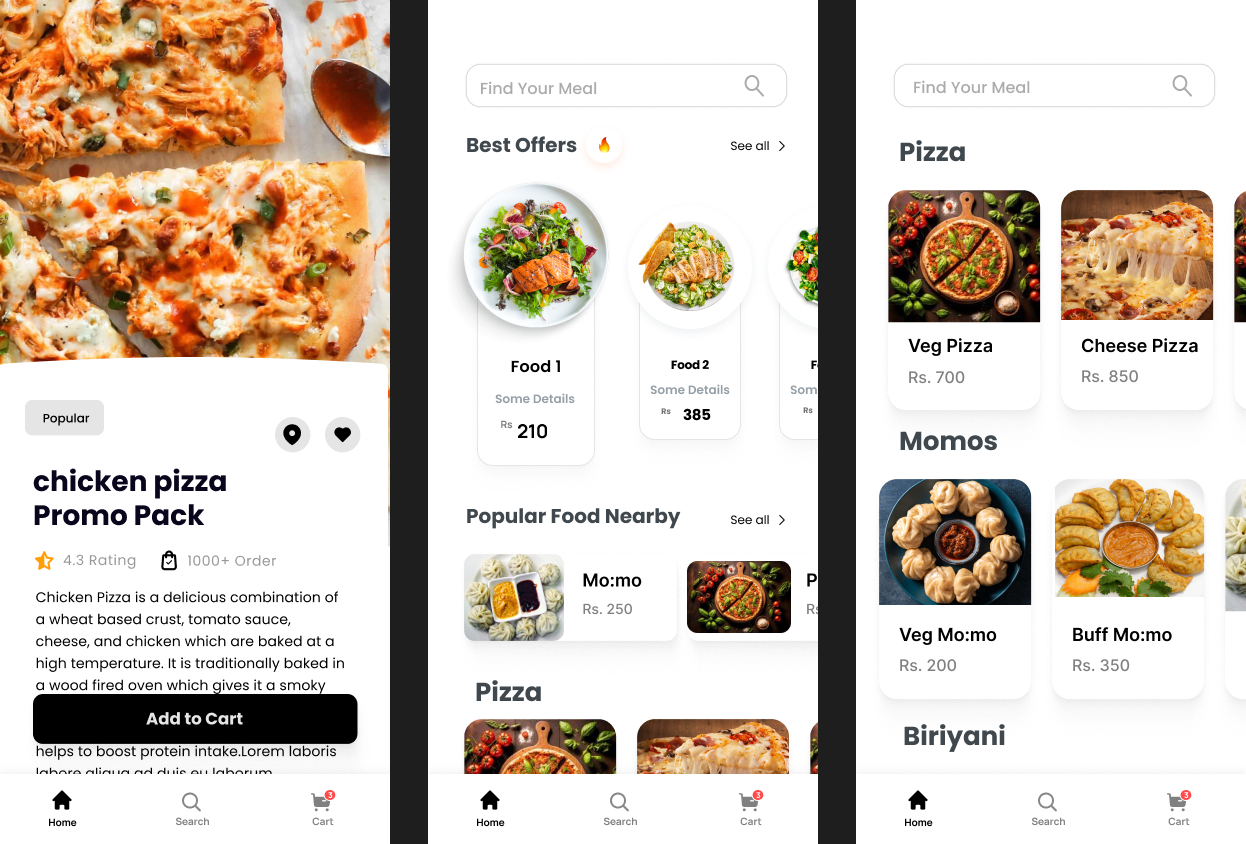 Popular
chicken pizza
Promo Pack
4.3 Rating
1000+ Order
Chicken Pizza is a delicious combination of
a wheat based crust, tomato sauce,
cheese, and chicken which are baked at a
high temperature. It is traditionally baked in
a wood fired oven which gives it a smoky
Add to Cart
helps to boost protein intake.Lorem laboris
labore aliqua ad duis eu laborum
Home
Search
3
Cart
Find Your Meal
Best Offers
See all
Food 1
Some Details
Rs 210
Food 2
Some Details
Rs 385
Som
Rs
Popular Food Nearby
See all
Mo:mo
Rs. 250
P
Rs
Pizza
Home
Search
3
Cart
Find Your Meal
Pizza
Veg Pizza
Rs. 700
Cheese Pizza
Rs. 850
Momos
Veg Mo:mo
Rs. 200
Buff Mo:mo
Rs. 350
Biriyani
Home
Search
3
Cart